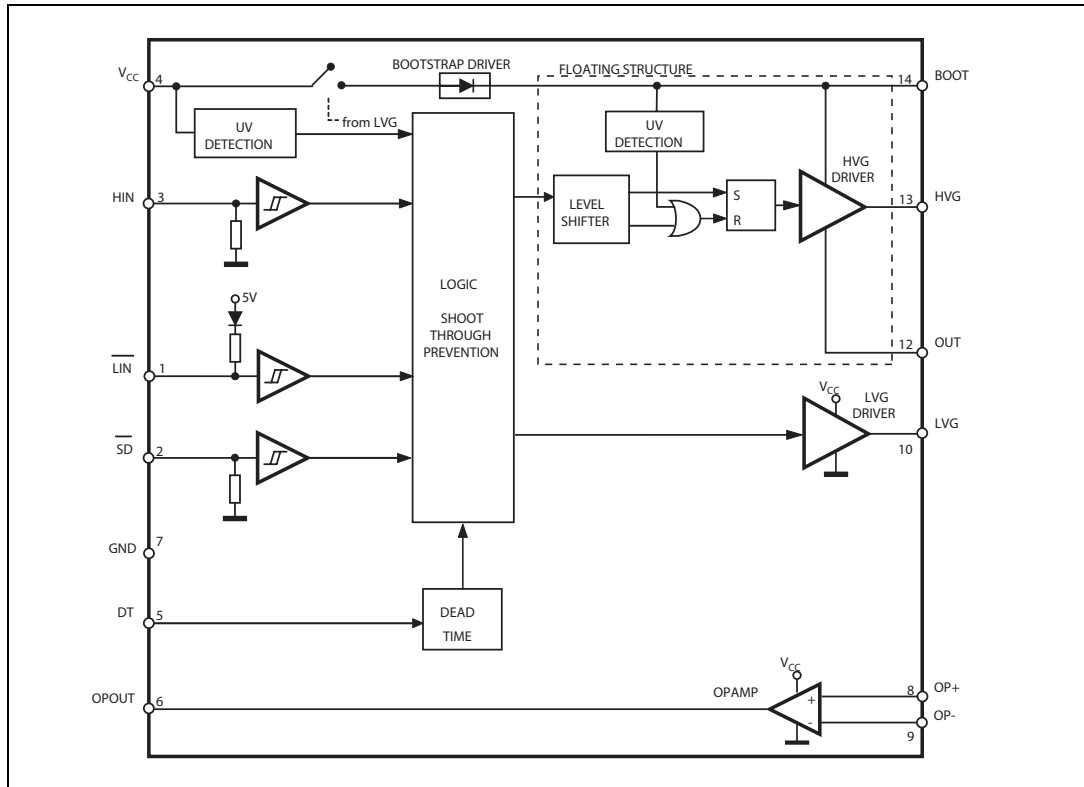 BOOTSTRAP DRIVER
FLOATING STRUCTURE
VCC
4
14
BOOT
from LVG
UV
DETECTION
UV
DETECTION
HVG
DRIVER
HIN
3
LEVEL
SHIFTER
S
R
13
HVG
LOGIC
SHOOT
THROUGH
PREVENTION
5V
12
OUT
LIN
1
VCC
LVG
DRIVER
LVG
10
SD
2
GND
7
DT
5
DEAD
TIME
VCC
OPAMP
OPOUT
6
+
-
8
OP+
OP-
9